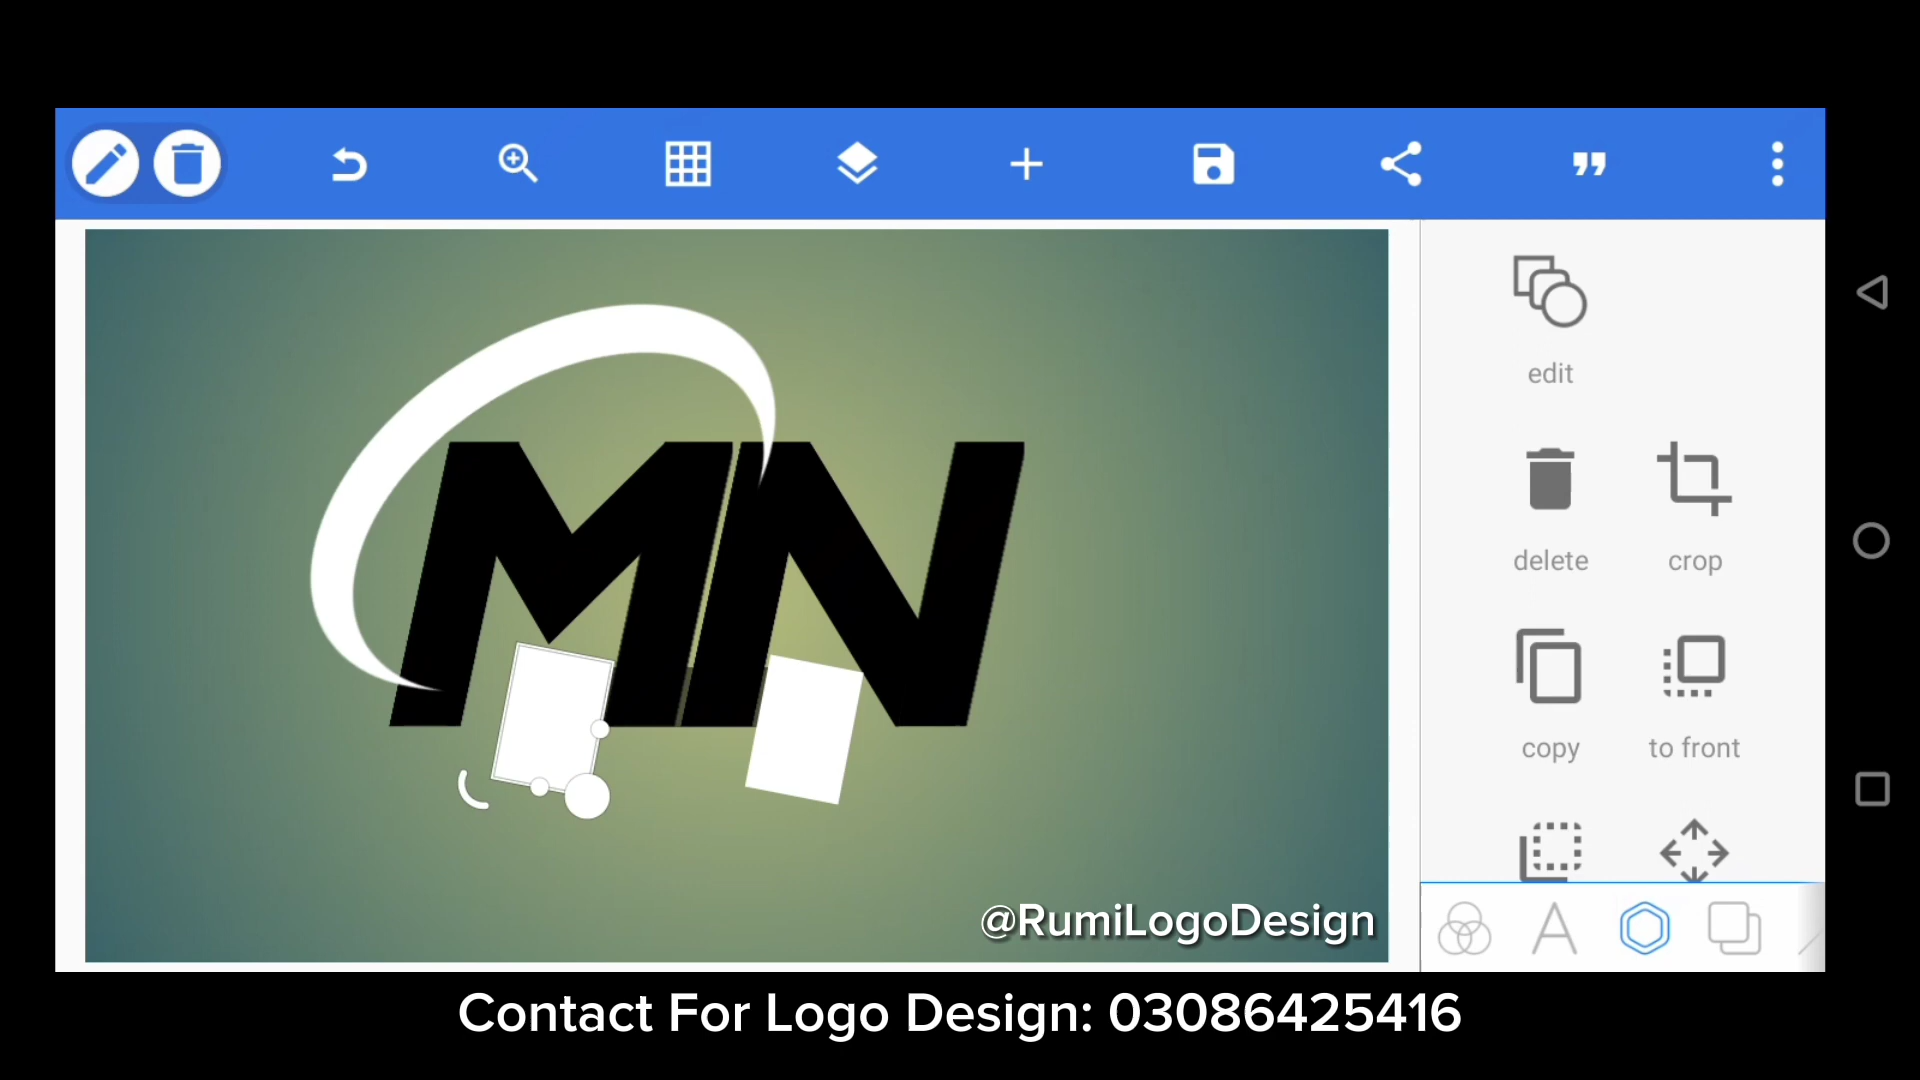 edit
MN
delete
crop
copy
to front
@RumiLogoDesign
Contact For Logo Design: 03086425416